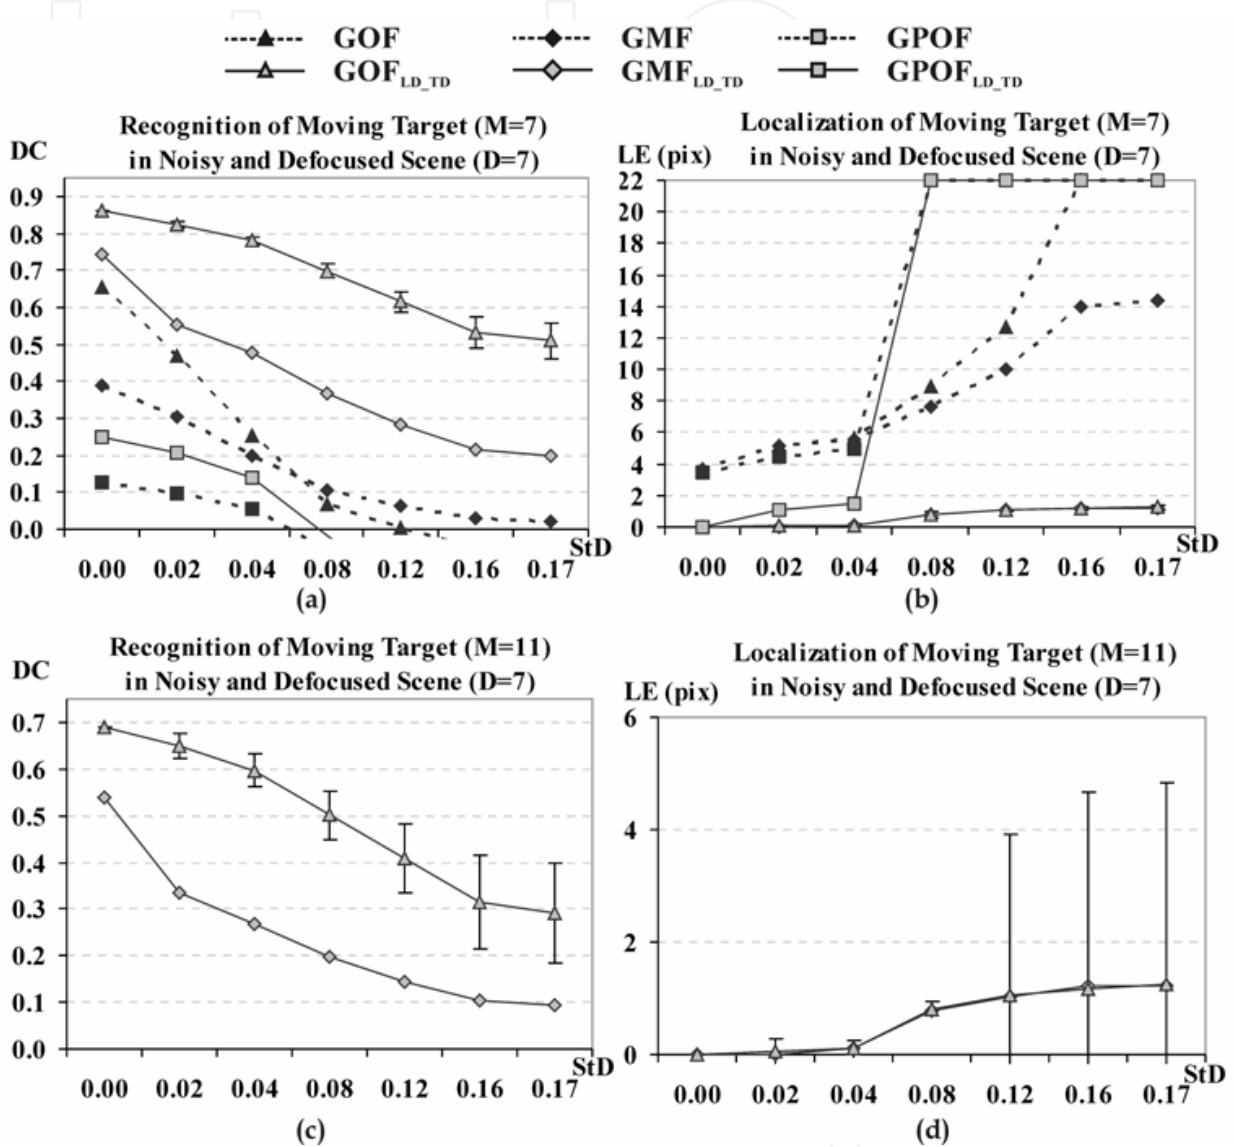 GOF GMF GPOF
GOF_LD_TD GMF_LD_TD GPOF_LD_TD
Recognition of Moving Target (M=7)
in Noisy and Defocused Scene (D=7)
DC
0.9
0.8
0.7
0.6
0.5
0.4
0.3
0.2
0.1
0.0
StD
0.00 0.02 0.04 0.08 0.12 0.16 0.17
(a)
Localization of Moving Target (M=7)
in Noisy and Defocused Scene (D=7)
LE (pix)
22
20
18
16
14
12
10
8
6
4
2
0
StD
0.00 0.02 0.04 0.08 0.12 0.16 0.17
(b)
Recognition of Moving Target (M=11)
in Noisy and Defocused Scene (D=7)
DC
0.7
0.6
0.5
0.4
0.3
0.2
0.1
0.0
StD
0.00 0.02 0.04 0.08 0.12 0.16 0.17
(c)
Localization of Moving Target (M=11)
in Noisy and Defocused Scene (D=7)
LE (pix)
6
4
2
0
StD
0.00 0.02 0.04 0.08 0.12 0.16 0.17
(d)